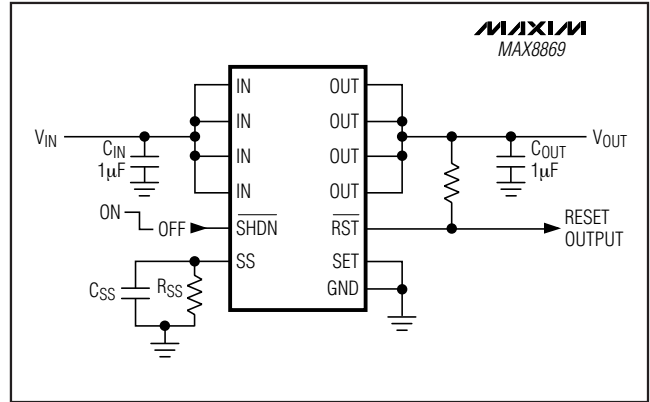 MAXIM
MAX8869
IN
IN
IN
IN
SHDN
SS
OUT
OUT
OUT
OUT
RST
SET
GND
VIN
CIN
1μF
ON
OFF
CSS
RSS
VOUT
COUT
1μF
RESET
OUTPUT